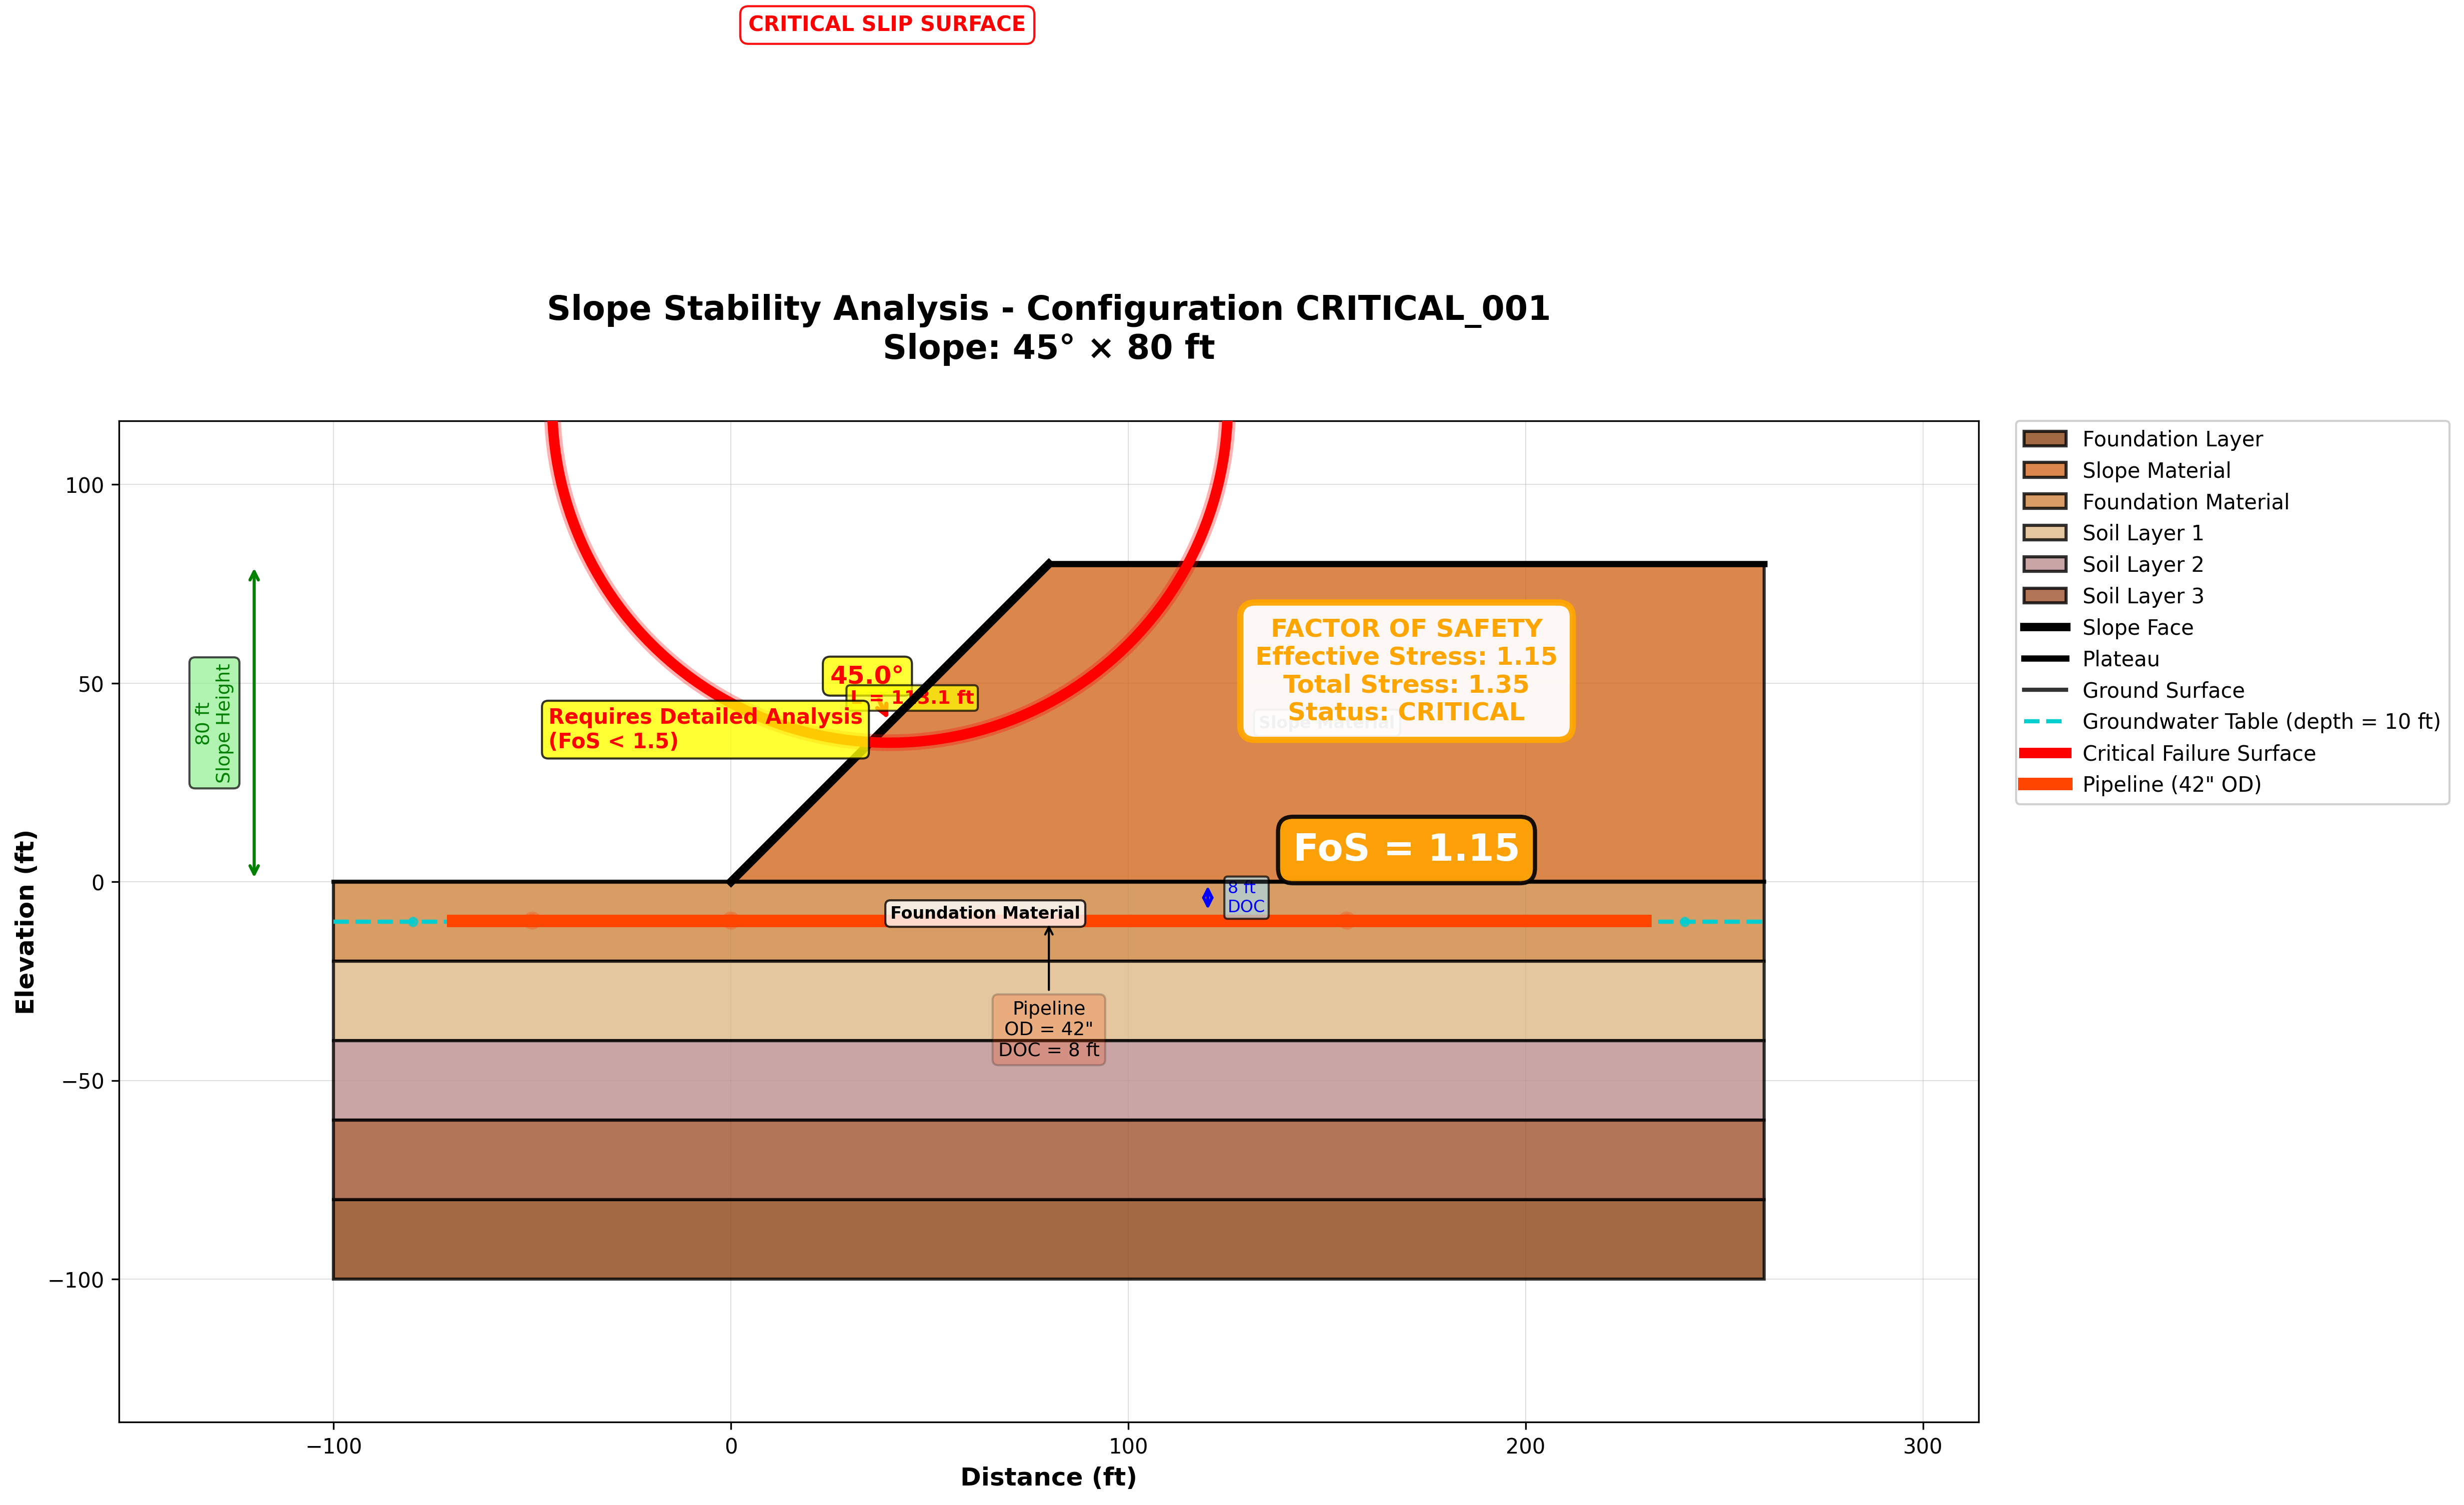 CRITICAL SLIP SURFACE
Slope Stability Analysis - Configuration CRITICAL_001
Slope: 45° × 80 ft
Foundation Layer
Slope Material
Foundation Material
Soil Layer 1
Soil Layer 2
Soil Layer 3
Slope Face
Plateau
Ground Surface
Groundwater Table (depth = 10 ft)
Critical Failure Surface
Pipeline (42" OD)
100
50
0
−50
−100
Elevation (ft)
80 ft
Slope Height
45.0°
L = 113.1 ft
Requires Detailed Analysis
(FoS < 1.5)
FACTOR OF SAFETY
Effective Stress: 1.15
Total Stress: 1.35
Status: CRITICAL
Slope Material
FoS = 1.15
8 ft
DOC
Foundation Material
Pipeline
OD = 42"
DOC = 8 ft
−100
0
100
200
300
Distance (ft)